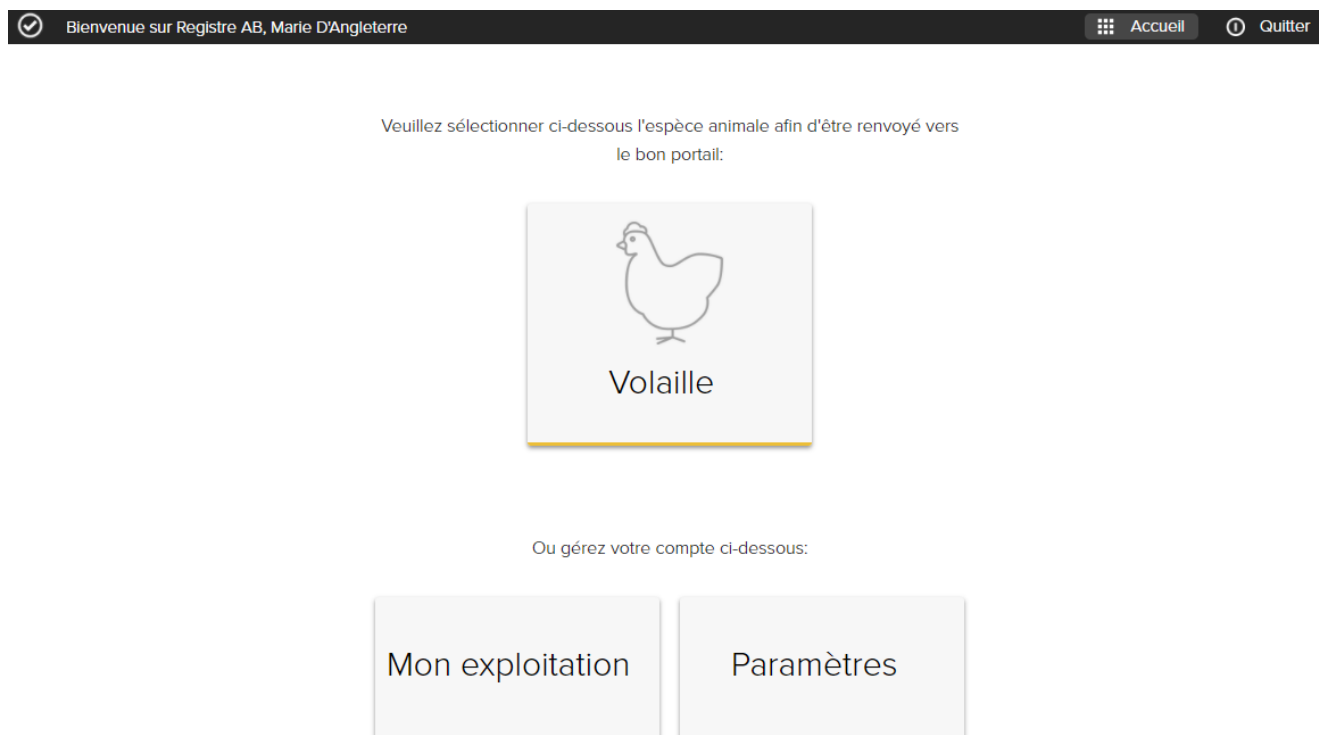 Bienvenue sur Registre AB, Marie D'Angleterre
Accueil
Quitter
Veuillez sélectionner ci-dessous l'espèce animale afin d'être renvoyé vers
le bon portail:
Volaille
Ou gérez votre compte ci-dessous:
Mon exploitation
Paramètres